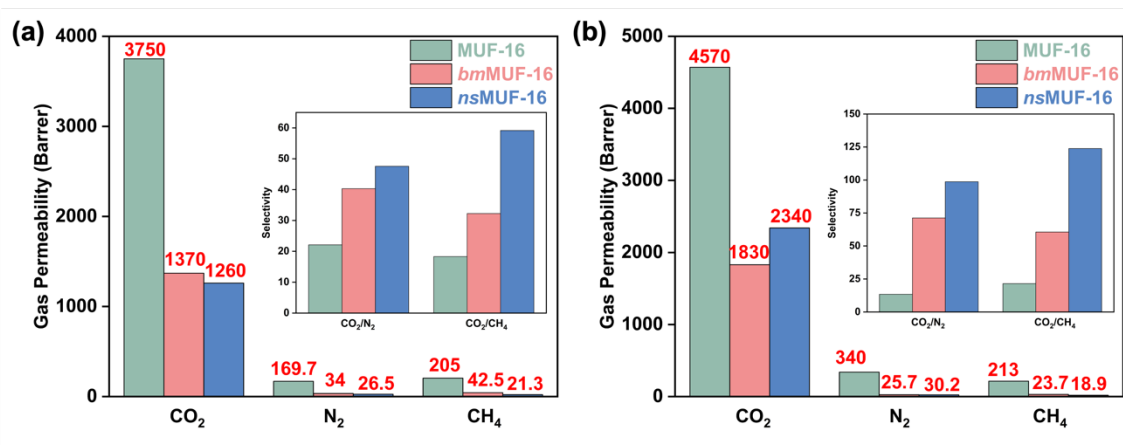 (a)
Gas Permeability (Barrer)
4000
3000
2000
1000
0
3750
1370
1260
169.7
34
26.5
205
42.5
21.3
CO₂
N₂
CH₄
MUF-16
bmMUF-16
nsMUF-16
Selectivity
60
50
40
30
20
10
0
CO₂/N₂
CO₂/CH₄
(b)
Gas Permeability (Barrer)
5000
4000
3000
2000
1000
0
4570
1830
2340
340
25.7
30.2
213
23.7
18.9
CO₂
N₂
CH₄
MUF-16
bmMUF-16
nsMUF-16
Selectivity
150
125
100
75
50
25
0
CO₂/N₂
CO₂/CH₄